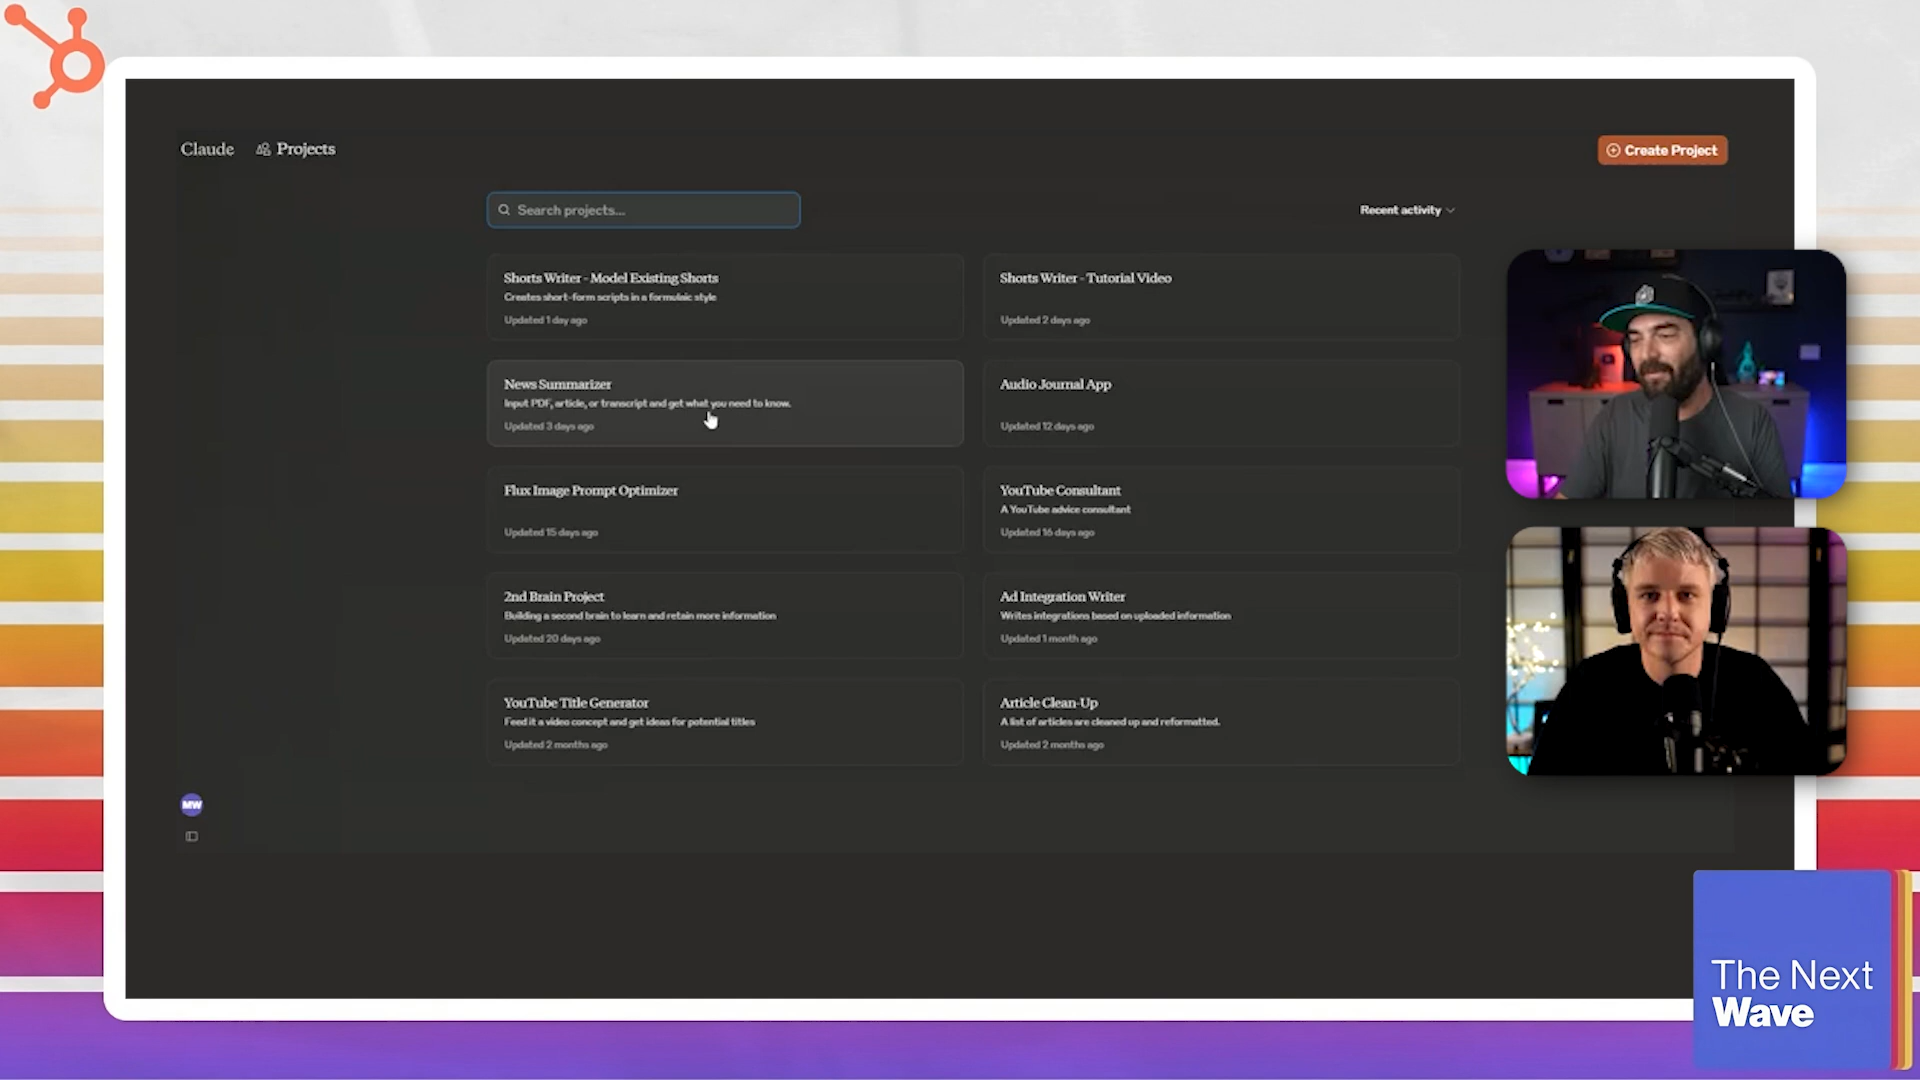 Claude
Projects
Create Project
Search projects...
Recent activity
Shorts Writer - Model Existing Shorts
Creates short-form scripts in a formulaic style
Updated 1 day ago
Shorts Writer - Tutorial Video
Updated 2 days ago
News Summarizer
Input PDF, article, or transcript and get what you need to know.
Updated 3 days ago
Audio Journal App
Updated 12 days ago
Flux Image Prompt Optimizer
Updated 15 days ago
YouTube Consultant
A YouTube advice consultant
Updated 16 days ago
2nd Brain Project
Building a second brain to learn and retain more information
Updated 20 days ago
Ad Integration Writer
Writes integrations based on uploaded information
Updated 1 month ago
YouTube Title Generator
Feed it a video concept and get ideas for potential titles
Updated 2 months ago
Article Clean-Up
A list of articles are cleaned up and reformatted.
Updated 2 months ago
MW
The Next
Wave